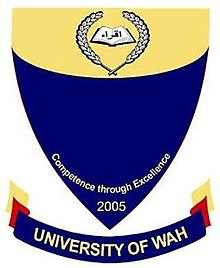 اقراء
Competence through Excellence
2005
UNIVERSITY OF WAH